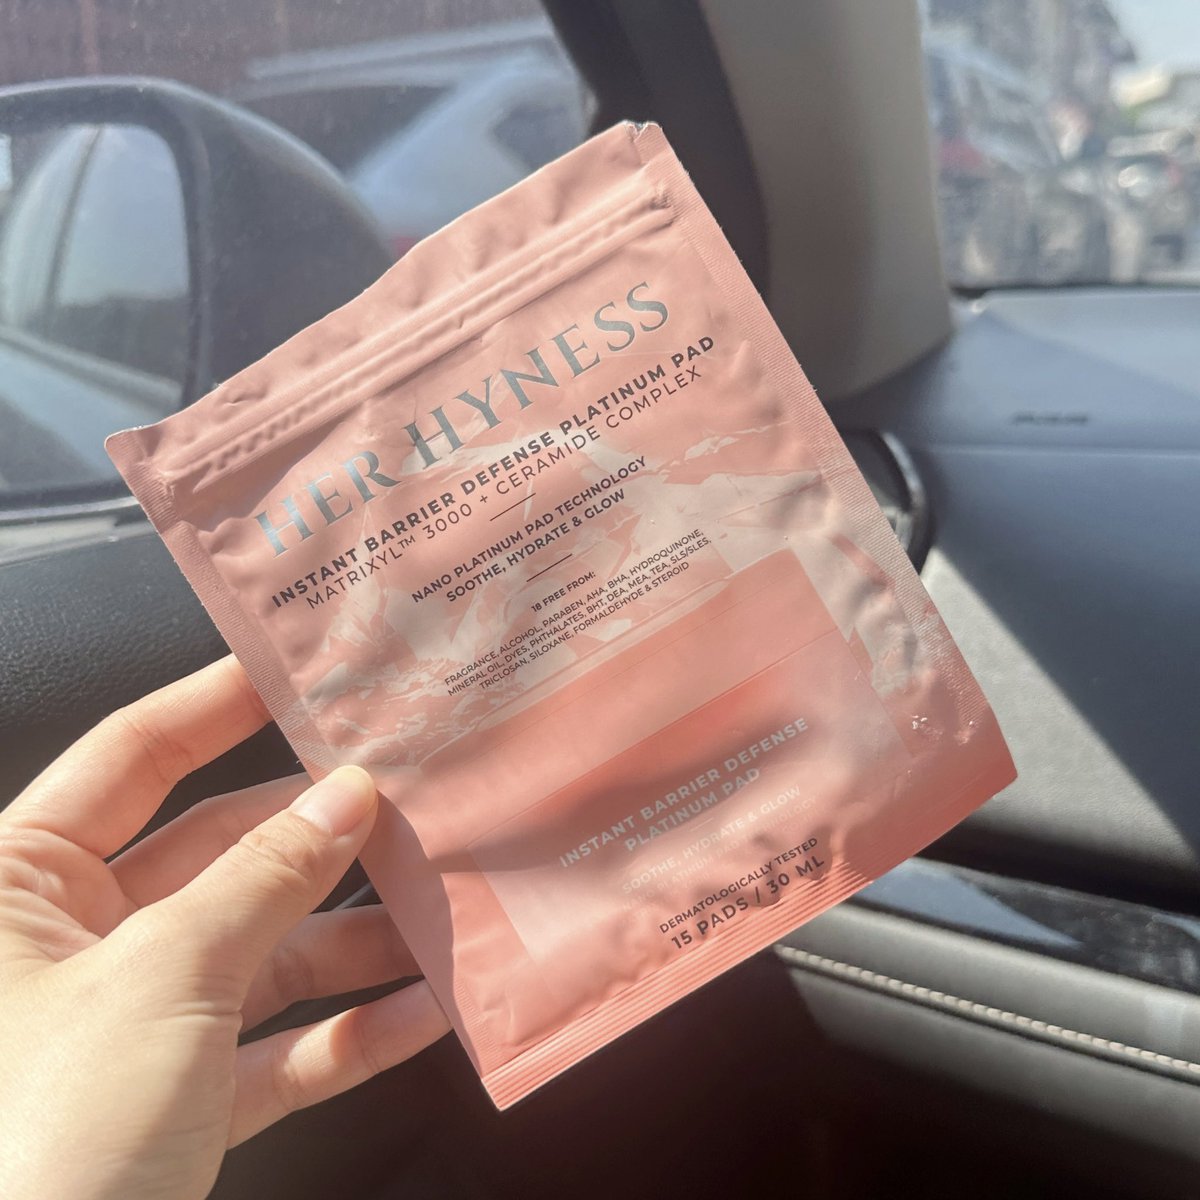 HER HYNESS
INSTANT BARRIER DEFENSE PLATINUM PAD
MATRIXYL™ 3000 + CERAMIDE COMPLEX
NANO PLATINUM PAD TECHNOLOGY
SOOTHE, HYDRATE & GLOW
18 FREE FROM:
FRAGRANCE, ALCOHOL, PARABEN, AHA, BHA, HYDROQUINONE,
MINERAL OIL, DYES, PHTHALATES, BHT, DEA, MEA, TEA, SLS/SLES,
TRICLOSAN, SILOXANE, FORMALDEHYDE & STEROID
INSTANT BARRIER DEFENSE
PLATINUM PAD
SOOTHE, HYDRATE & GLOW
PLATINUM PAD
DERMATOLOGICALLY TESTED
15 PADS / 30 ML